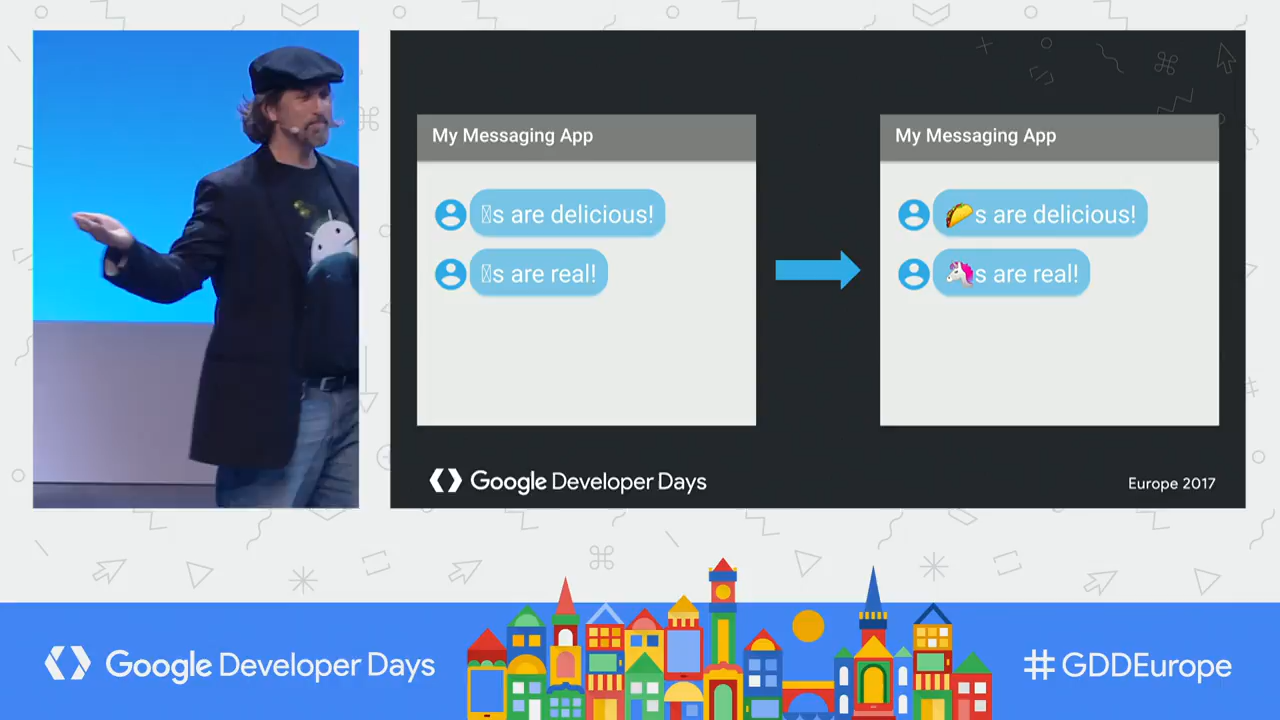 My Messaging App
▯s are delicious!
▯s are real!
My Messaging App
🌮s are delicious!
🦄s are real!
Google Developer Days
Europe 2017
Google Developer Days
#GDDEurope